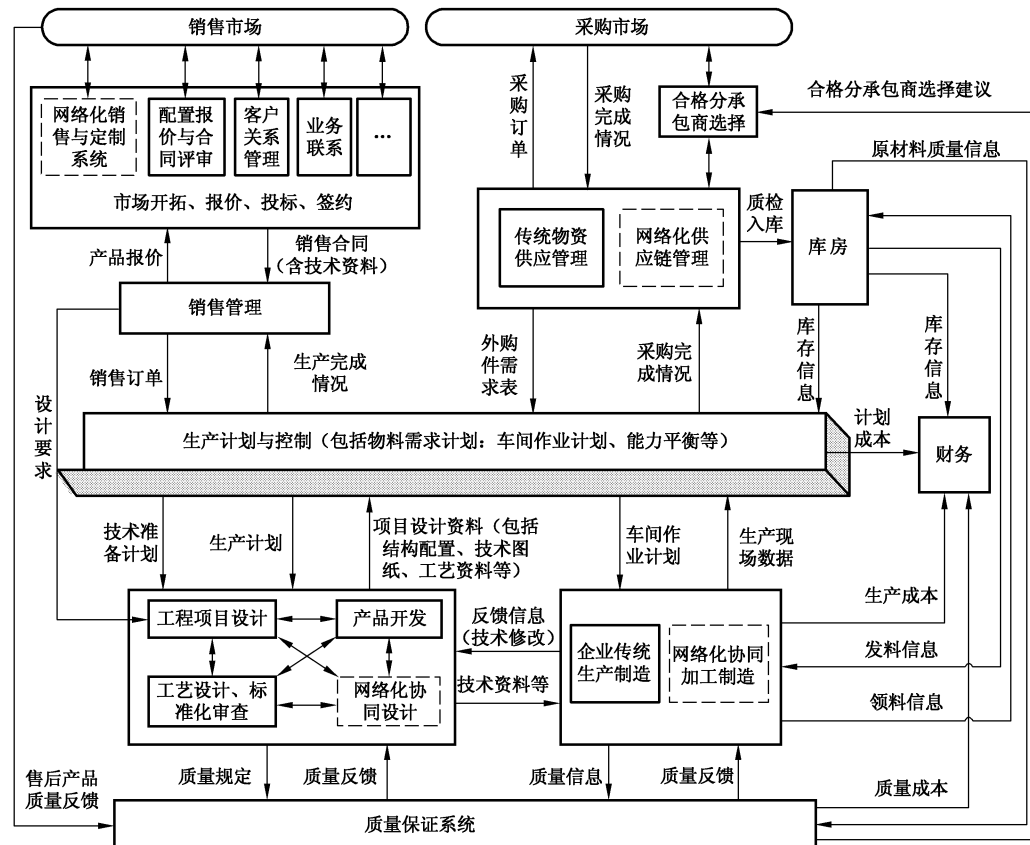 销售市场
采购市场
网络化销
售与定制
系统
配置报
价与合
同评审
客户
关系
管理
业务
联系
…
市场开拓、报价、投标、签约
采购订单
采购
完成
情况
合格分承
包商选择
合格分承包商选择建议
原材料质量信息
产品报价
销售合同
（含技术资料）
传统物资
供应管理
网络化供
应链管理
质检
入库
库房
销售管理
销售订单
生产完成
情况
外购
件需
求表
采购完
成情况
库存信息
库存信息
设计要求
生产计划与控制（包括物料需求计划：车间作业计划、能力平衡等）
计划
成本
财务
技术准
备计划
生产计划
项目设计资料（包括
结构配置、技术图
纸、工艺资料等）
车间作
业计划
生产现
场数据
工程项目设计
产品开发
工艺设计、标
准化审查
网络化协
同设计
反馈信息
（技术修改）
技术资料等
企业传统
生产制造
网络化协同
加工制造
生产成本
发料信息
领料信息
售后产品
质量反馈
质量规定
质量反馈
质量信息
质量反馈
质量成本
质量保证系统